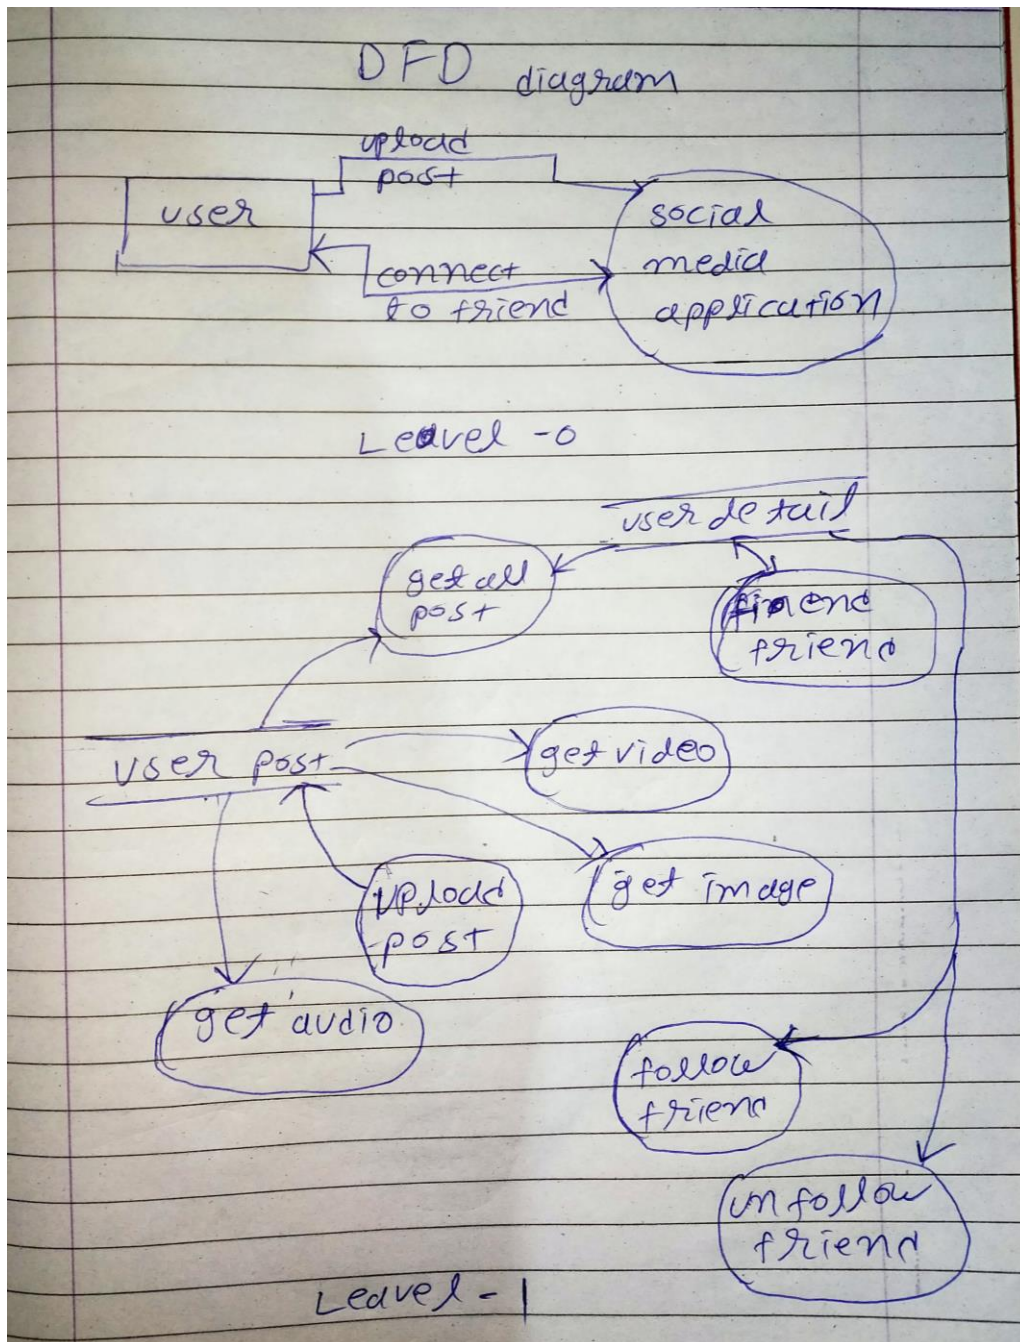 DFD diagram
upload
post
user
social
media
application
connect
to friend
Leavel - 0
user detail
get all
post
friend
user post
get video
upload
post
get image
get audio
follow
friend
unfollow
friend
Leavel - 1